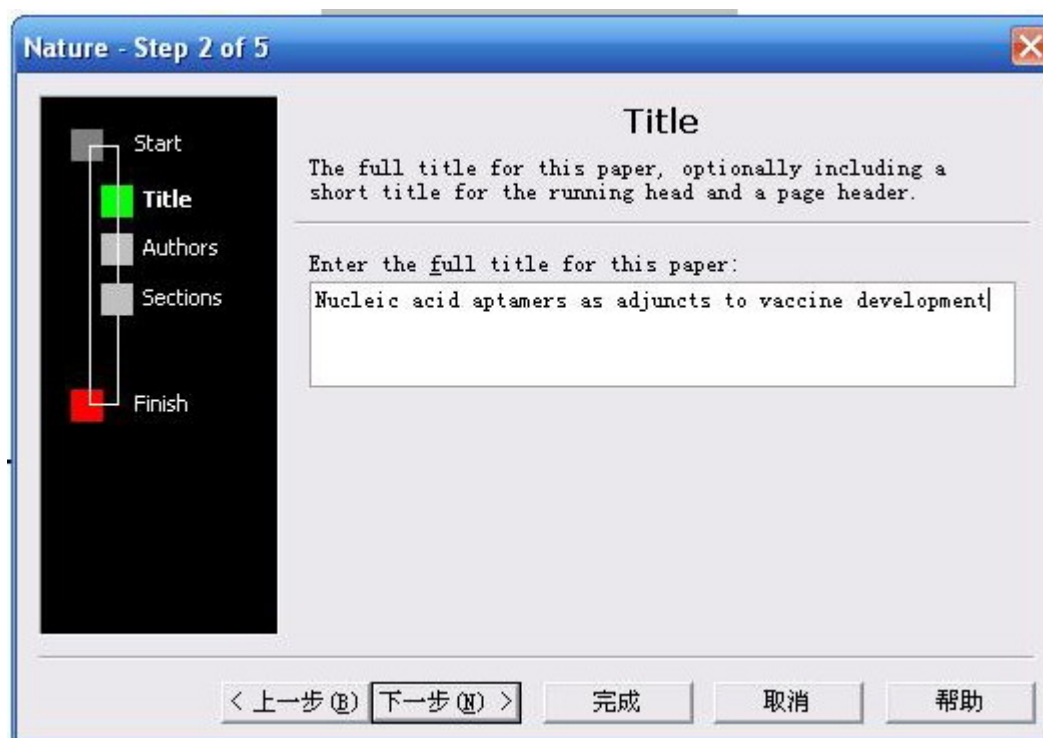 Nature - Step 2 of 5
Start
Title
Authors
Sections
Finish
Title
The full title for this paper, optionally including a
short title for the running head and a page header.
Enter the full title for this paper:
Nucleic acid aptamers as adjuncts to vaccine development
< 上一步(B) 下一步(N) > 完成 取消 帮助